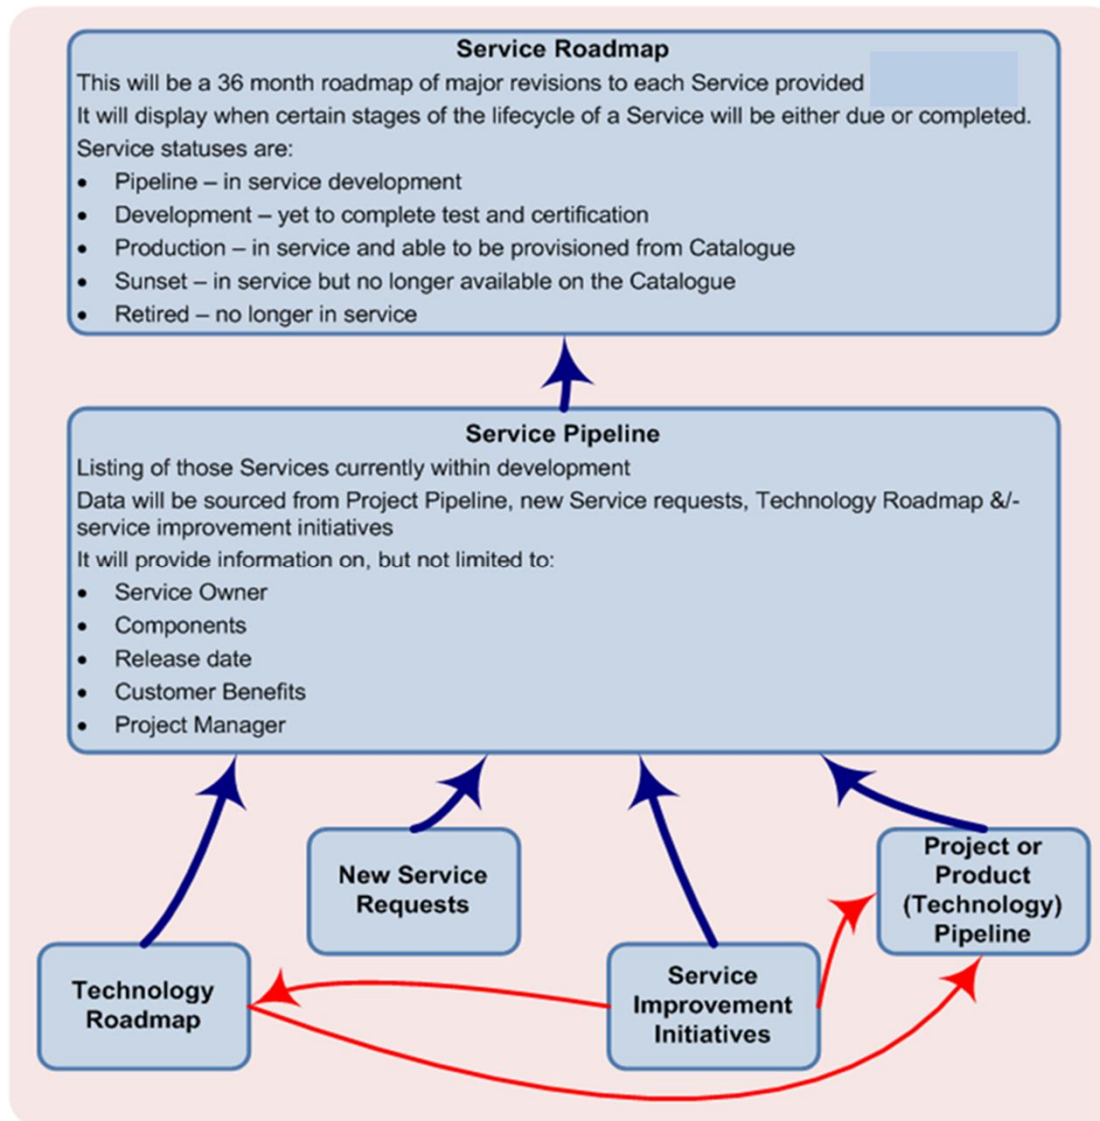 Service Roadmap
This will be a 36 month roadmap of major revisions to each Service provided
It will display when certain stages of the lifecycle of a Service will be either due or completed.
Service statuses are:
• Pipeline – in service development
• Development – yet to complete test and certification
• Production – in service and able to be provisioned from Catalogue
• Sunset – in service but no longer available on the Catalogue
• Retired – no longer in service
Service Pipeline
Listing of those Services currently within development
Data will be sourced from Project Pipeline, new Service requests, Technology Roadmap &/-
service improvement initiatives
It will provide information on, but not limited to:
• Service Owner
• Components
• Release date
• Customer Benefits
• Project Manager
New Service
Requests
Project or
Product
(Technology)
Pipeline
Technology
Roadmap
Service
Improvement
Initiatives